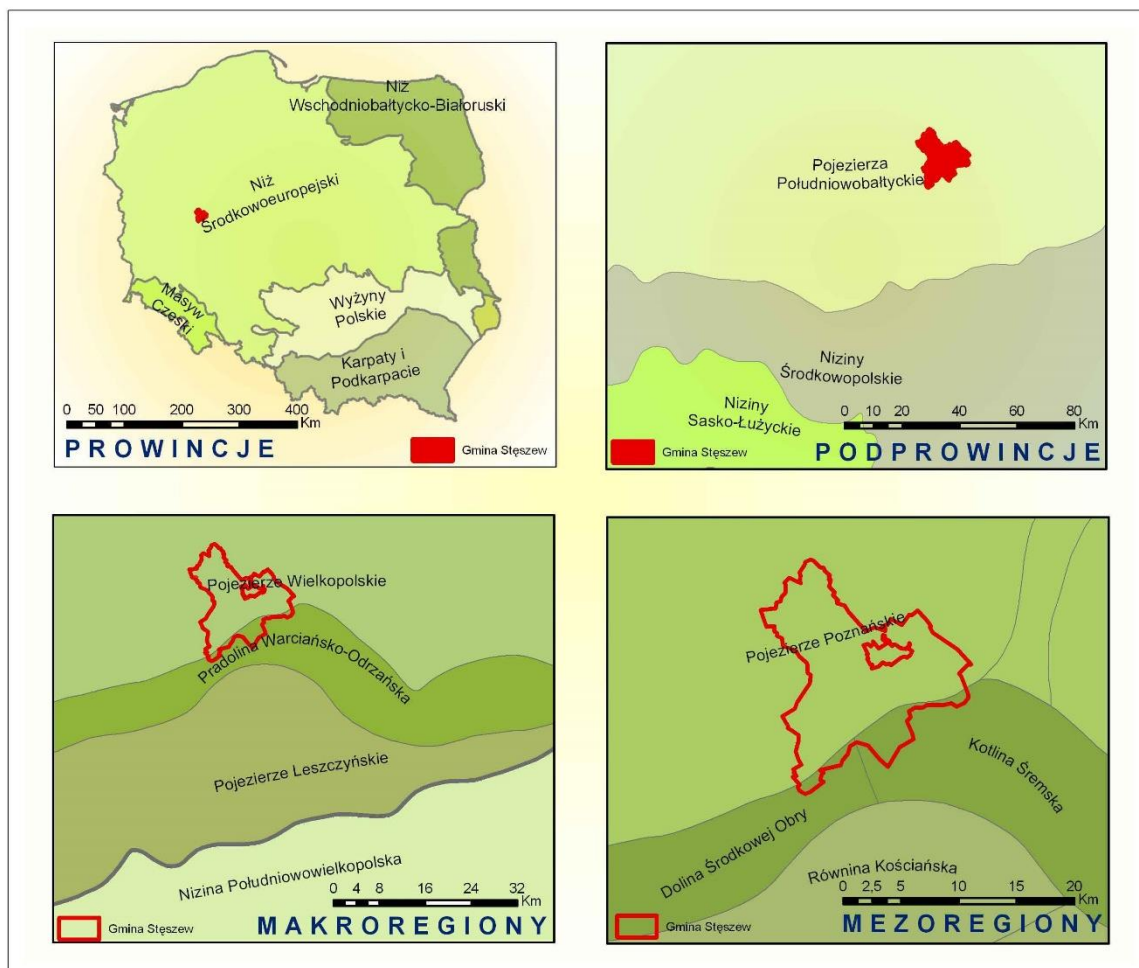 Niż
Wschodniobałtycko-Białoruski
Niż
Środkowoeuropejski
Masyw
Częski
Wyżyny
Polskie
Karpaty i
Podkarpacie
0 50 100 200 300 400
Km
PROWINCJE
Gmina Stęszew
Pojezierza
Południowobałtyckie
Niziny
Środkowopolskie
Niziny
Sasko-Łużyckie
0 10 20 40 60 80
Km
Gmina Stęszew
PODPROWINCJE
Pojezierze Wielkopolskie
Pradolina Warciańsko-Odrzańska
Pojezierze Leszczyńskie
Nizina Południowowielkopolska
0 4 8 16 24 32
Km
Gmina Stęszew
MAKROREGIONY
Pojezierze Poznańskie
Kotlina Śremska
Dolina Środkowej Obry
Równina Kościańska
0 2,5 5 10 15 20
Km
Gmina Stęszew
MEZOREGIONY